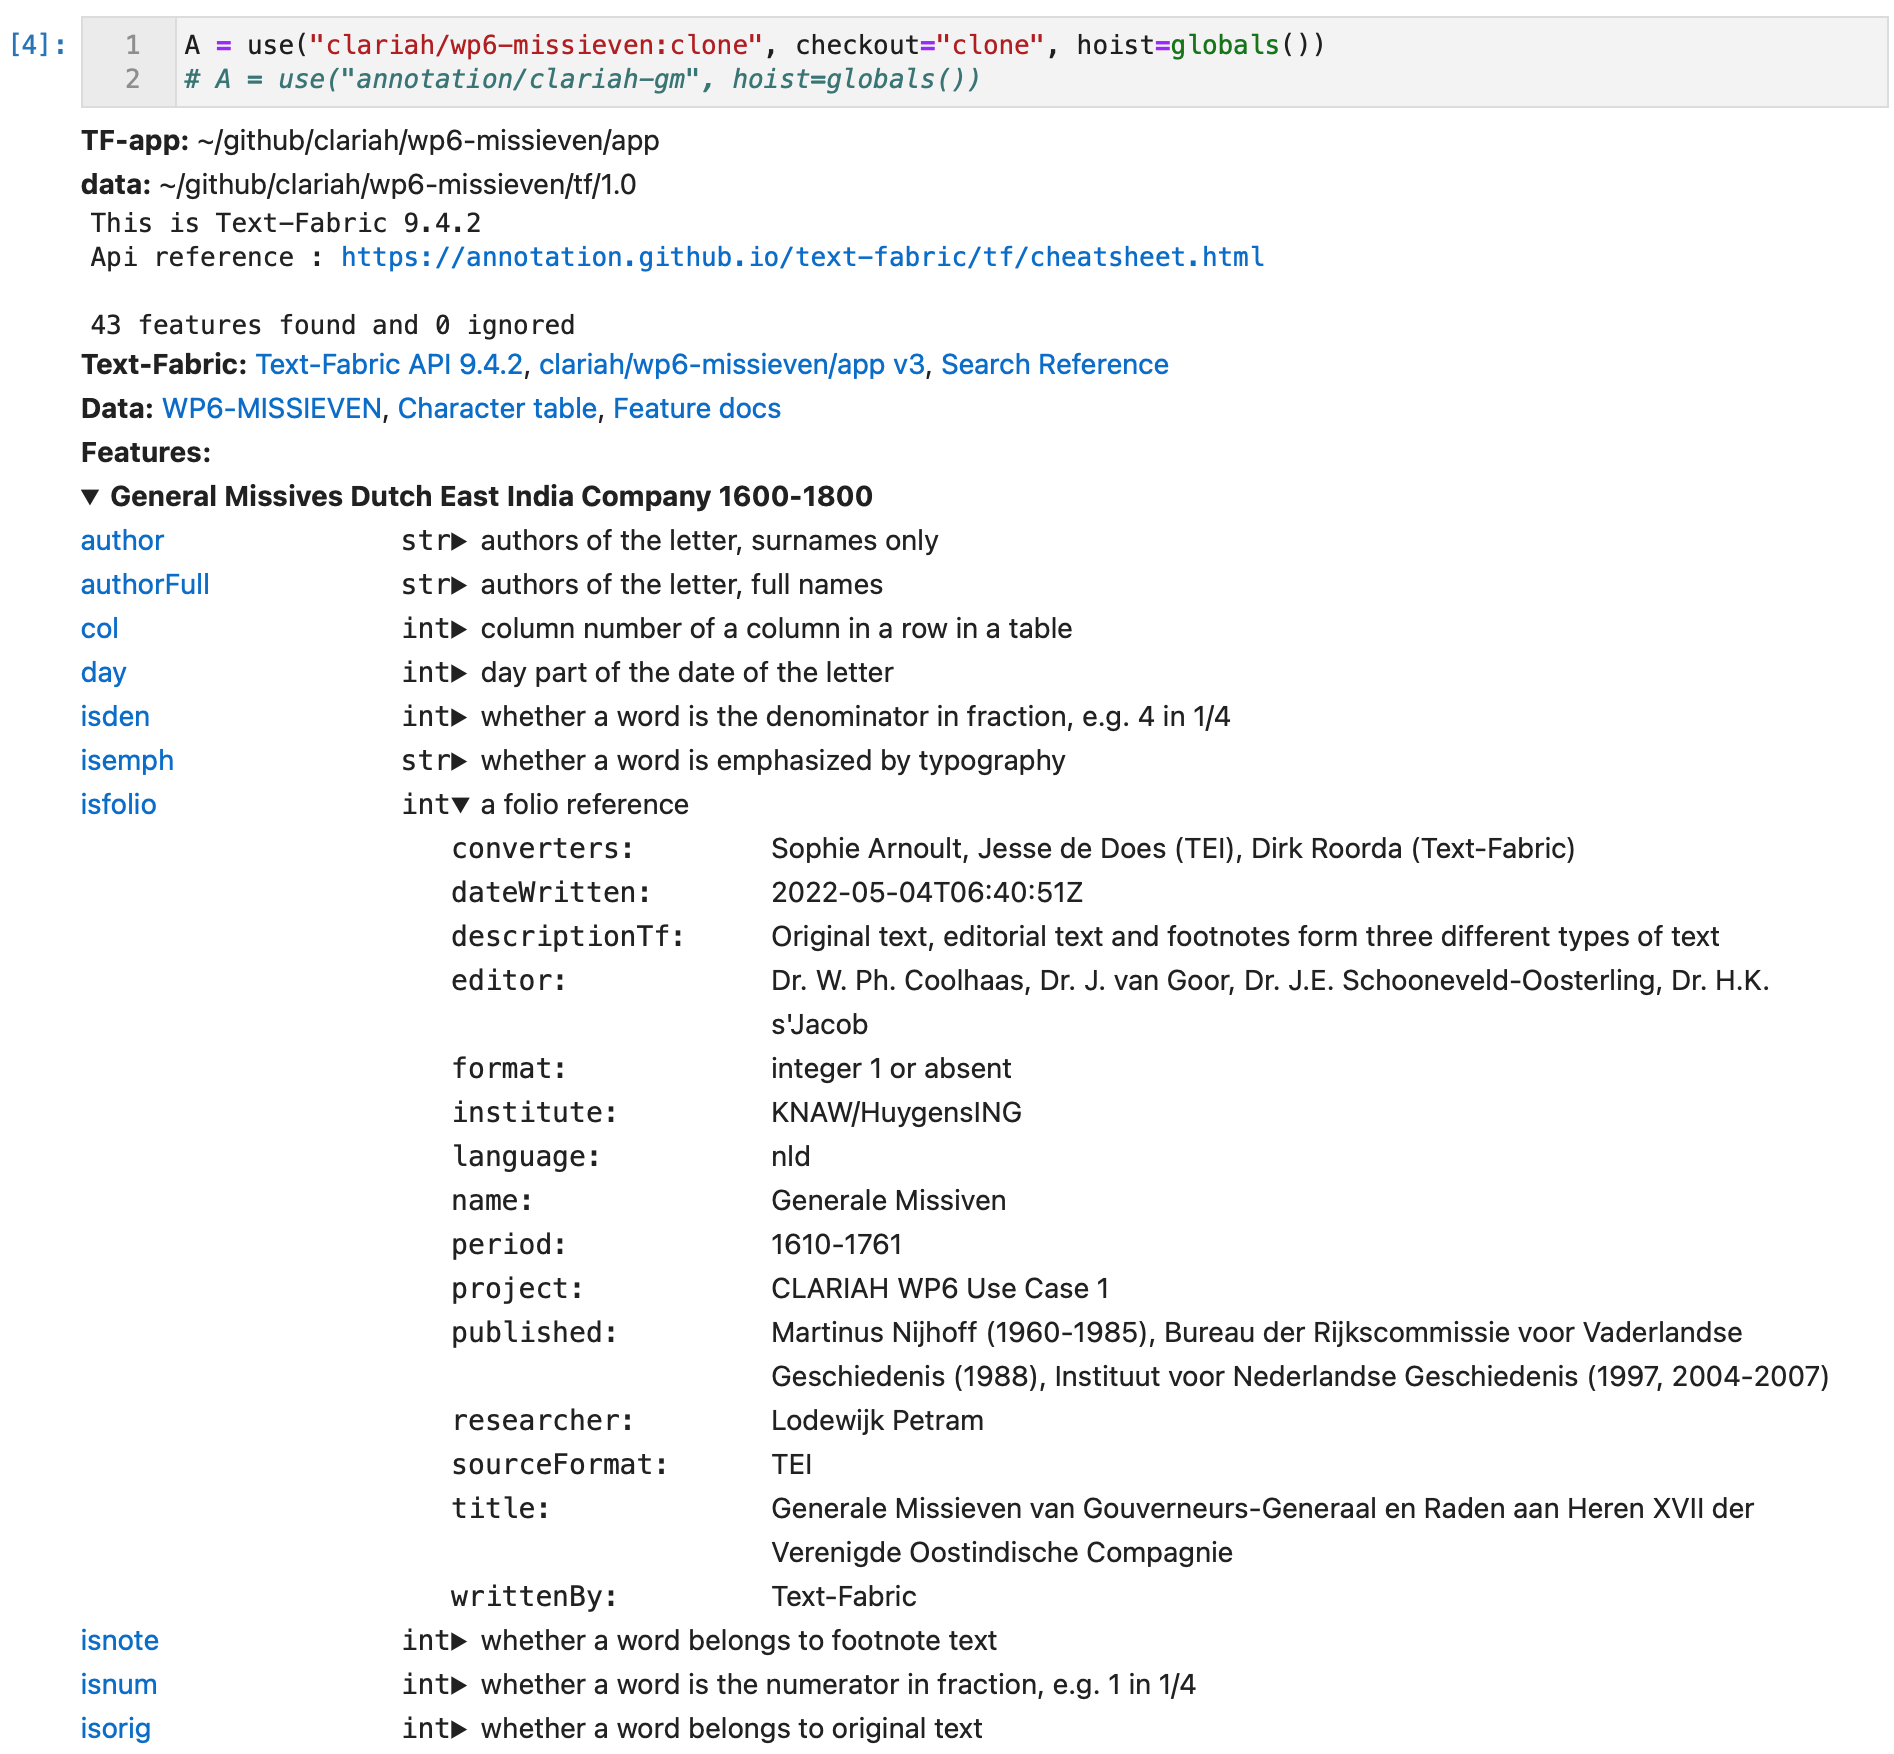 [4]: 1 A = use("clariah/wp6-missieven:clone", checkout="clone", hoist=globals())
2 # A = use("annotation/clariah-gm", hoist=globals())
TF-app: ~/github/clariah/wp6-missieven/app
data: ~/github/clariah/wp6-missieven/tf/1.0
This is Text-Fabric 9.4.2
Api reference : https://annotation.github.io/text-fabric/tf/cheatsheet.html
43 features found and 0 ignored
Text-Fabric: Text-Fabric API 9.4.2, clariah/wp6-missieven/app v3, Search Reference
Data: WP6-MISSIEVEN, Character table, Feature docs
Features:
▼ General Missives Dutch East India Company 1600-1800
author str▶ authors of the letter, surnames only
authorFull str▶ authors of the letter, full names
col int▶ column number of a column in a row in a table
day int▶ day part of the date of the letter
isden int▶ whether a word is the denominator in fraction, e.g. 4 in 1/4
isemph str▶ whether a word is emphasized by typography
isfolio int▼ a folio reference
converters: Sophie Arnoult, Jesse de Does (TEI), Dirk Roorda (Text-Fabric)
dateWritten: 2022-05-04T06:40:51Z
descriptionTf: Original text, editorial text and footnotes form three different types of text
editor: Dr. W. Ph. Coolhaas, Dr. J. van Goor, Dr. J.E. Schooneveld-Oosterling, Dr. H.K.
s'Jacob
format: integer 1 or absent
institute: KNAW/HuygensING
language: nld
name: Generale Missiven
period: 1610-1761
project: CLARIAH WP6 Use Case 1
published: Martinus Nijhoff (1960-1985), Bureau der Rijkscommissie voor Vaderlandse
Geschiedenis (1988), Instituut voor Nederlandse Geschiedenis (1997, 2004-2007)
researcher: Lodewijk Petram
sourceFormat: TEI
title: Generale Missieven van Gouverneurs-Generaal en Raden aan Heren XVII der
Verenigde Oostindische Compagnie
writtenBy: Text-Fabric
isnote int▶ whether a word belongs to footnote text
isnum int▶ whether a word is the numerator in fraction, e.g. 1 in 1/4
isorig int▶ whether a word belongs to original text